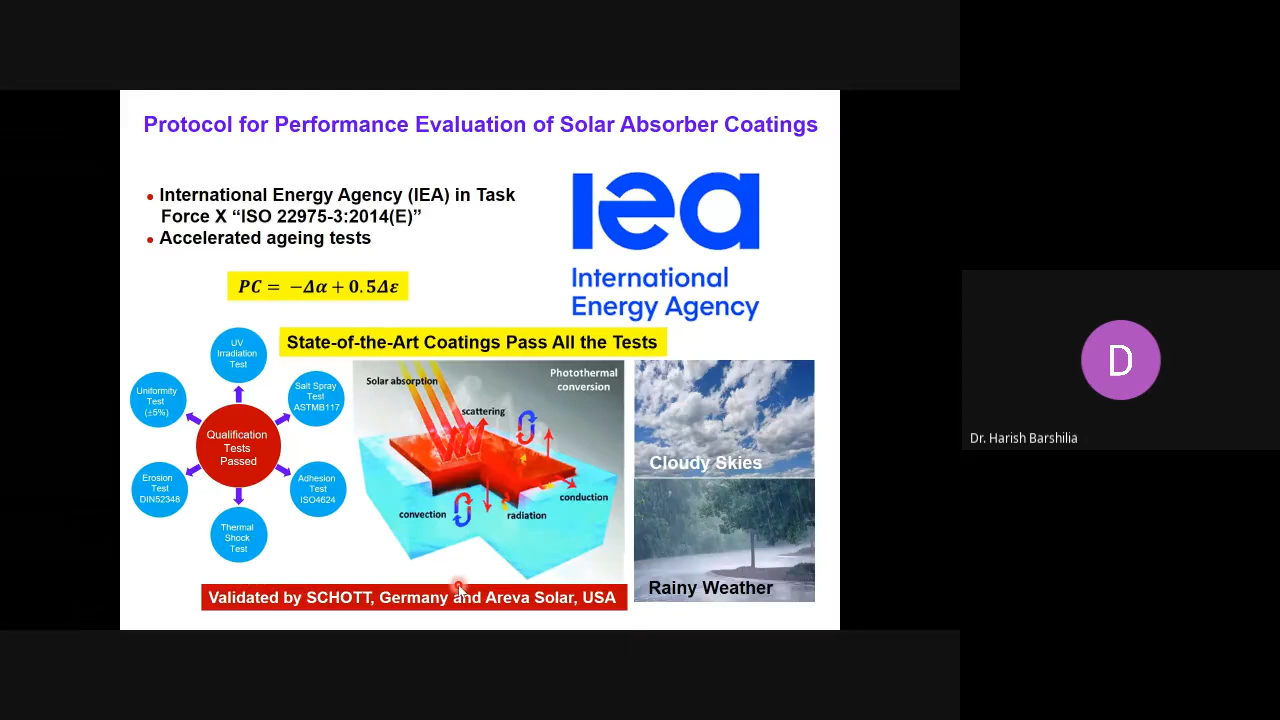 Protocol for Performance Evaluation of Solar Absorber Coatings
• International Energy Agency (IEA) in Task
Force X “ISO 22975-3:2014(E)”
• Accelerated ageing tests
PC = −Δα + 0.5Δε
iea
International
Energy Agency
State-of-the-Art Coatings Pass All the Tests
UV
Irradiation
Test
Salt Spray
Test
ASTMB117
Adhesion
Test
ISO4624
Thermal
Shock
Test
Erosion
Test
DIN52348
Uniformity
Test
(±5%)
Qualification
Tests
Passed
Solar absorption
Photothermal
conversion
scattering
conduction
convection
radiation
Cloudy Skies
Rainy Weather
Validated by SCHOTT, Germany and Areva Solar, USA
D
Dr. Harish Barshilia